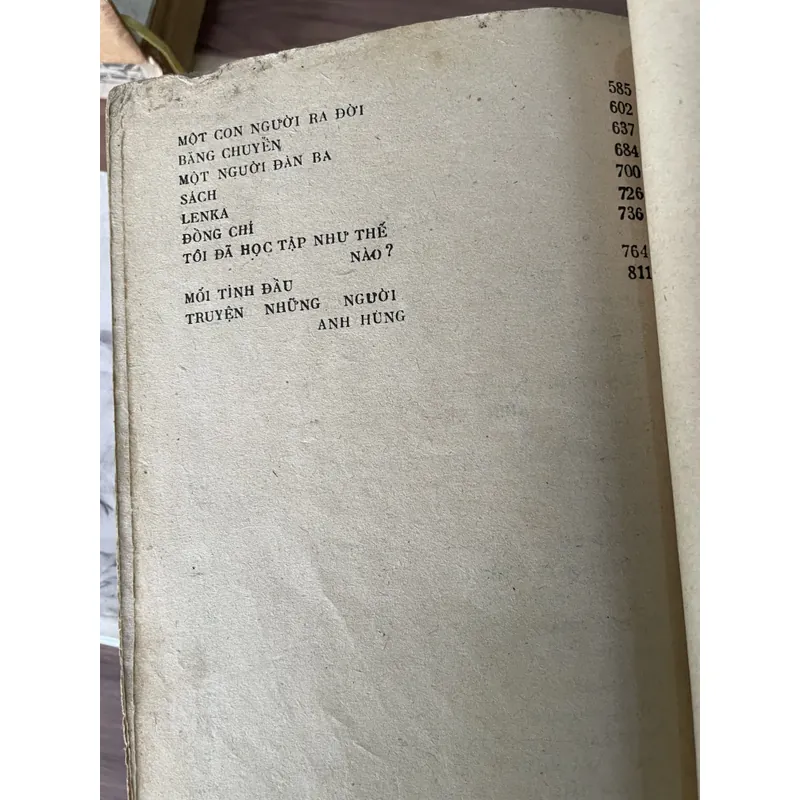 MỘT CON NGƯỜI RA ĐỜI 585
BĂNG CHUYỂN 602
MỘT NGƯỜI ĐÀN BA 637
SÁCH 684
LENKA 700
ĐỒNG CHÍ 726
TÔI ĐÃ HỌC TẬP NHƯ THẾ 736
NÀO?
MỐI TÌNH ĐẦU 764
TRUYỆN NHỮNG NGƯỜI 811
ANH HÙNG